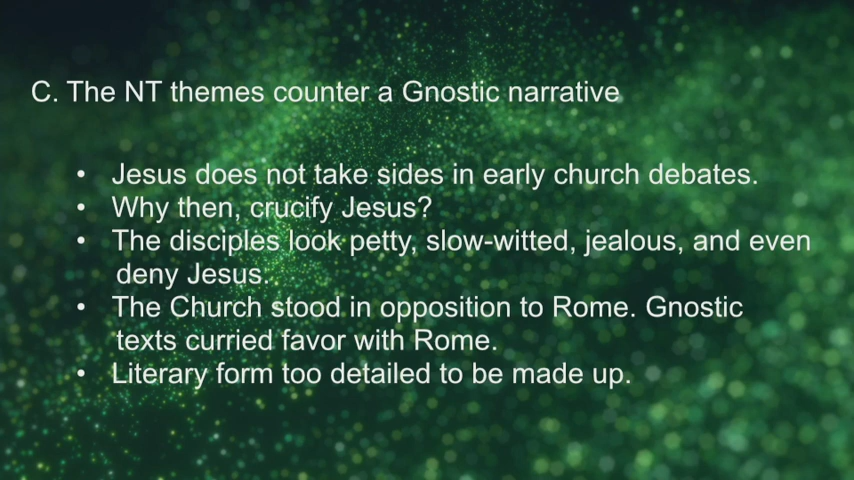 C. The NT themes counter a Gnostic narrative
• Jesus does not take sides in early church debates.
• Why then, crucify Jesus?
• The disciples look petty, slow-witted, jealous, and even
deny Jesus.
• The Church stood in opposition to Rome. Gnostic
texts curried favor with Rome.
• Literary form too detailed to be made up.